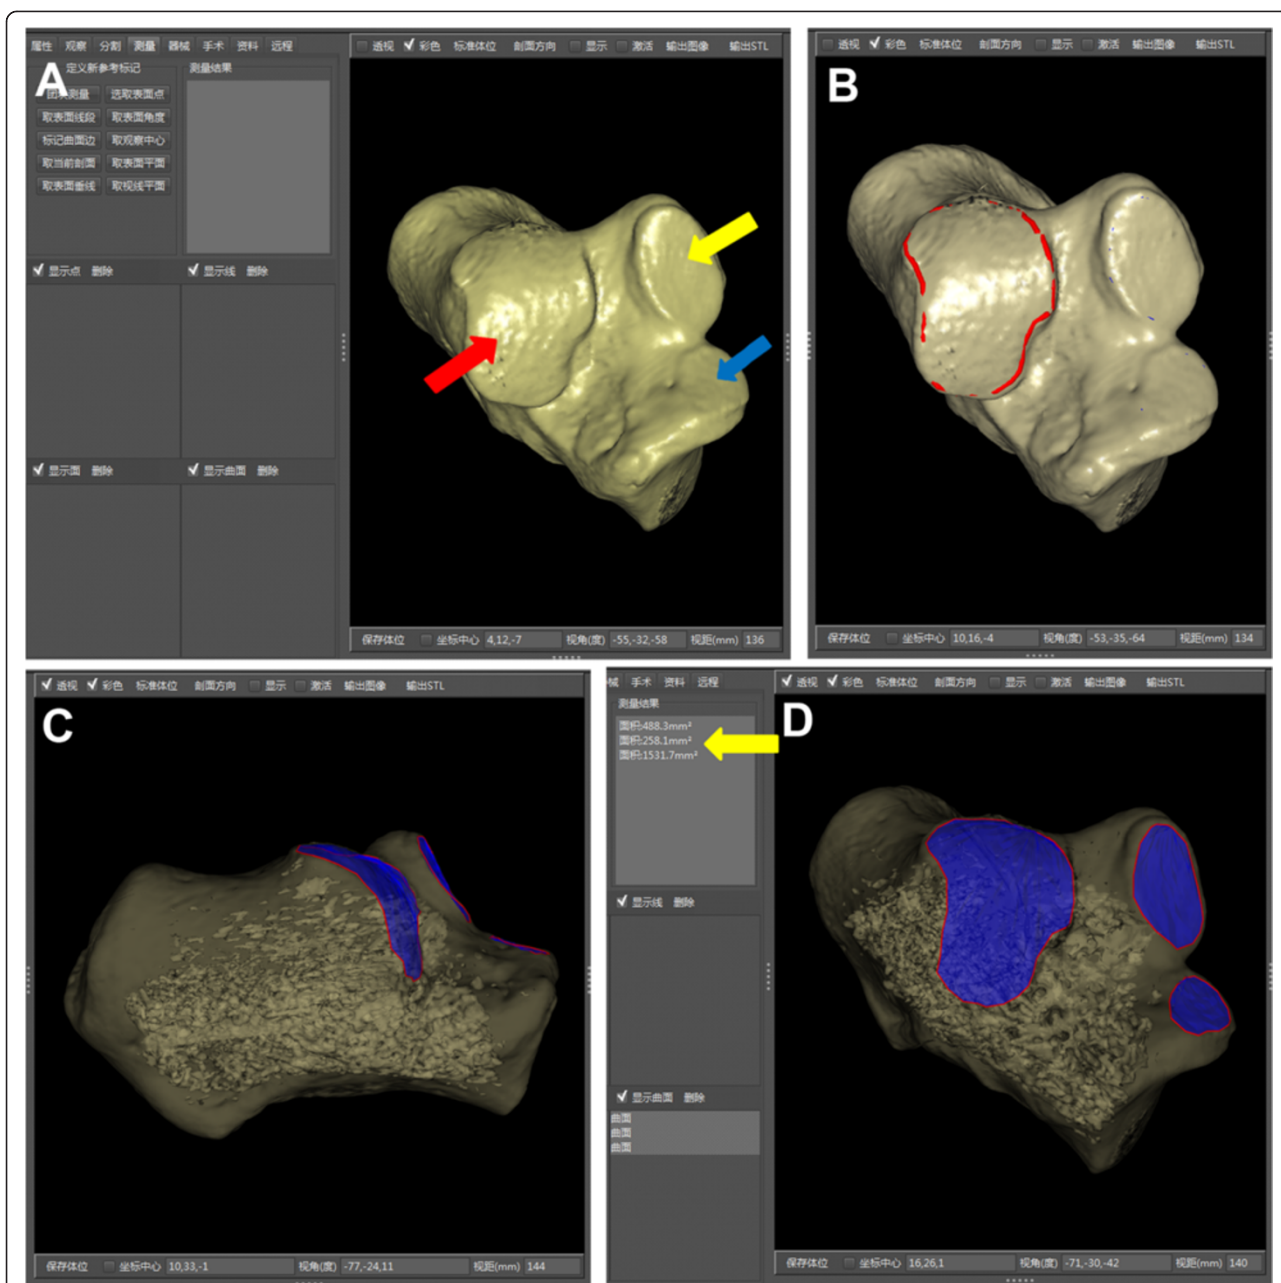 属性 观察 分割 测量 器械 手术 资料 远程
定义新参考标记 测量结果
A
测量 选取表面点
取表面线段 取表面角度
标记曲面边 取观察中心
取当前剖面 取表面平面
取表面垂线 取视线平面
显示点 删除 显示线 删除
显示面 删除 显示曲面 删除
透视 彩色 标准体位 剖面方向 显示 激活 输出图像 输出STL
保存体位 坐标中心 4,12,-7 视角(度) -55,-32,-58 视距(mm) 136
透视 彩色 标准体位 剖面方向 显示 激活 输出图像 输出STL
B
保存体位 坐标中心 10,16,-4 视角(度) -53,-35,-64 视距(mm) 134
透视 彩色 标准体位 剖面方向 显示 激活 输出图像 输出STL
C
保存体位 坐标中心 10,33,-1 视角(度) -77,-24,11 视距(mm) 144
械 手术 资料 远程
测量结果
面积:488.3mm²
面积:258.1mm²
面积:1531.7mm²
显示线 删除
显示曲面 删除
曲面
曲面
曲面
透视 彩色 标准体位 剖面方向 显示 激活 输出图像 输出STL
D
保存体位 坐标中心 16,26,1 视角(度) -71,-30,-42 视距(mm) 140